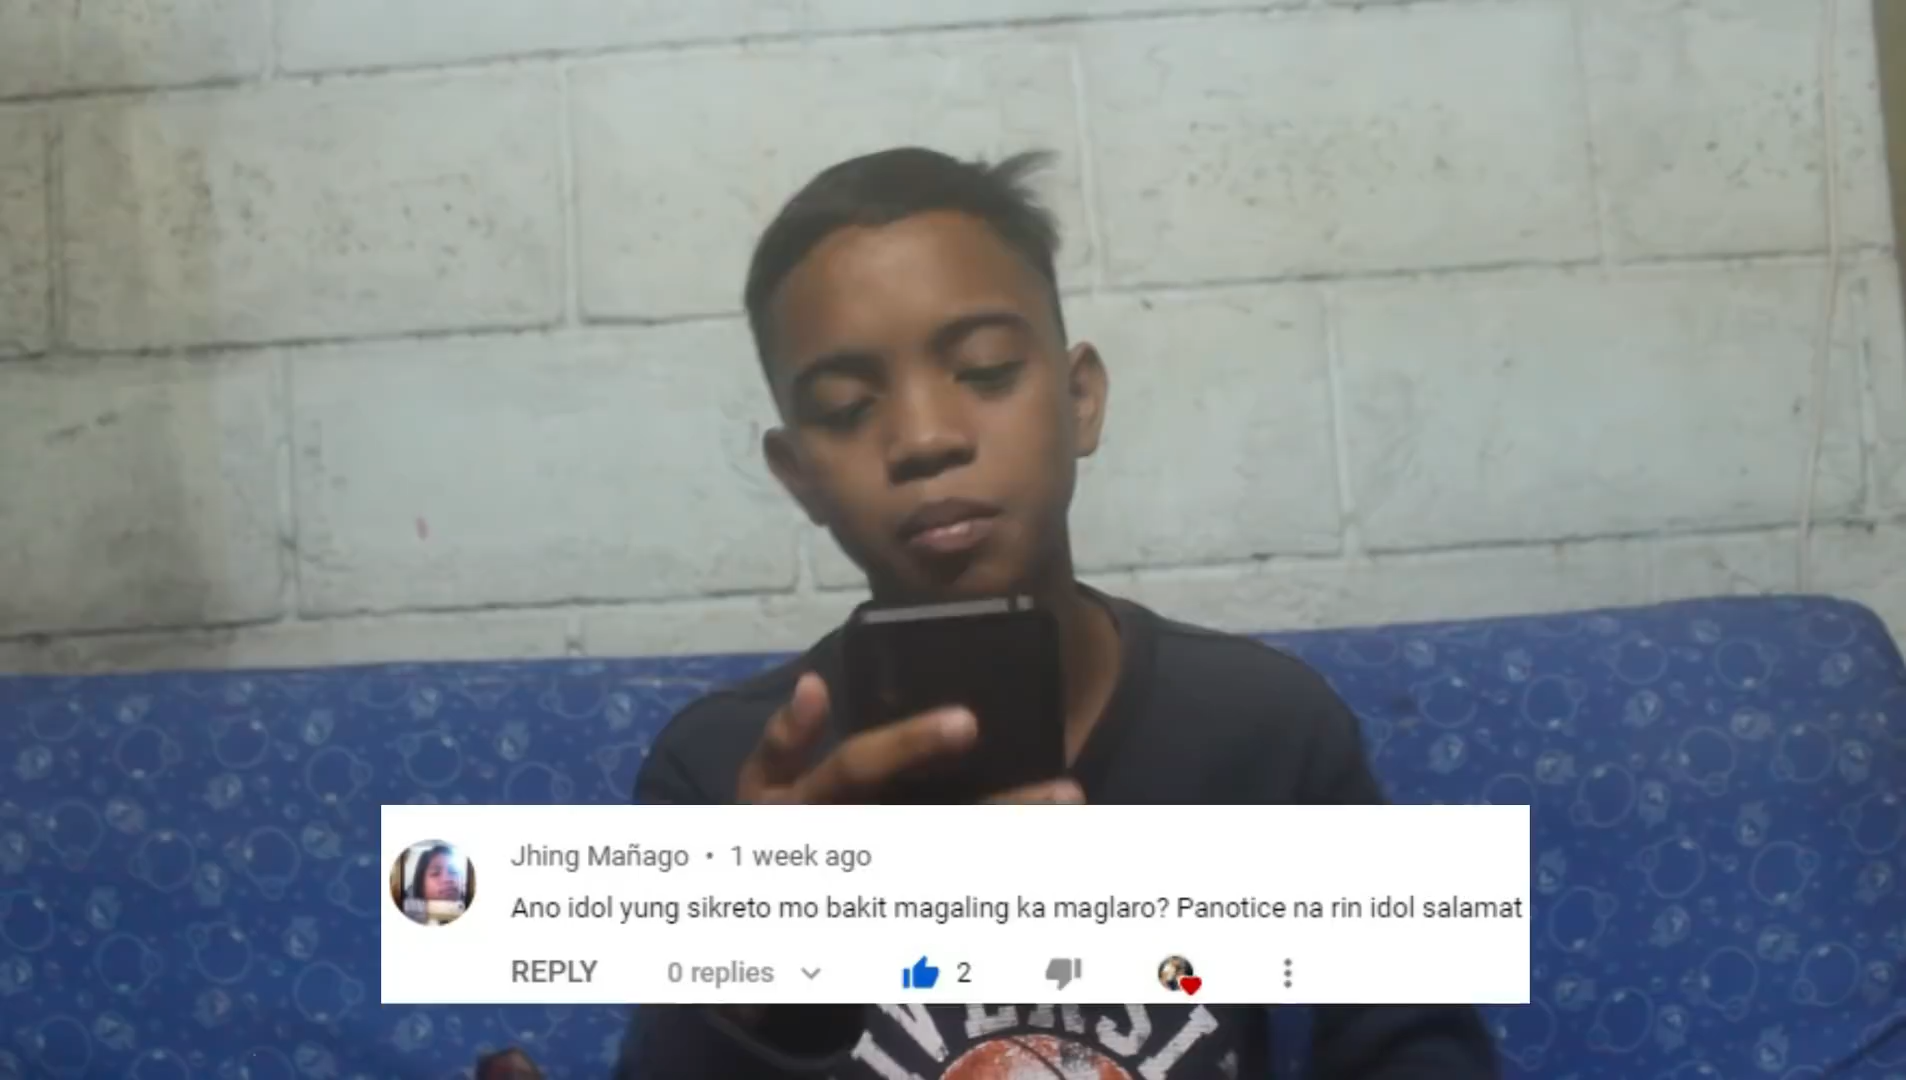 Jhing Mañago • 1 week ago
Ano idol yung sikreto mo bakit magaling ka maglaro? Panotice na rin idol salamat
REPLY 0 replies 2